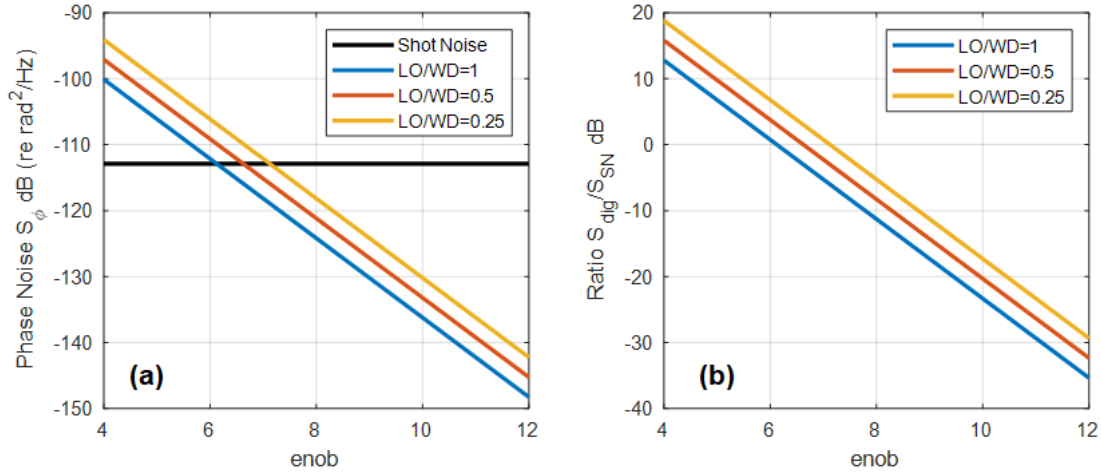 Phase Noise S_ϕ dB (re rad²/Hz)
-90
-100
-110
-120
-130
-140
-150
4
6
8
10
12
enob
Shot Noise
LO/WD=1
LO/WD=0.5
LO/WD=0.25
(a)
Ratio S_dig/S_SN dB
20
10
0
-10
-20
-30
-40
4
6
8
10
12
enob
LO/WD=1
LO/WD=0.5
LO/WD=0.25
(b)